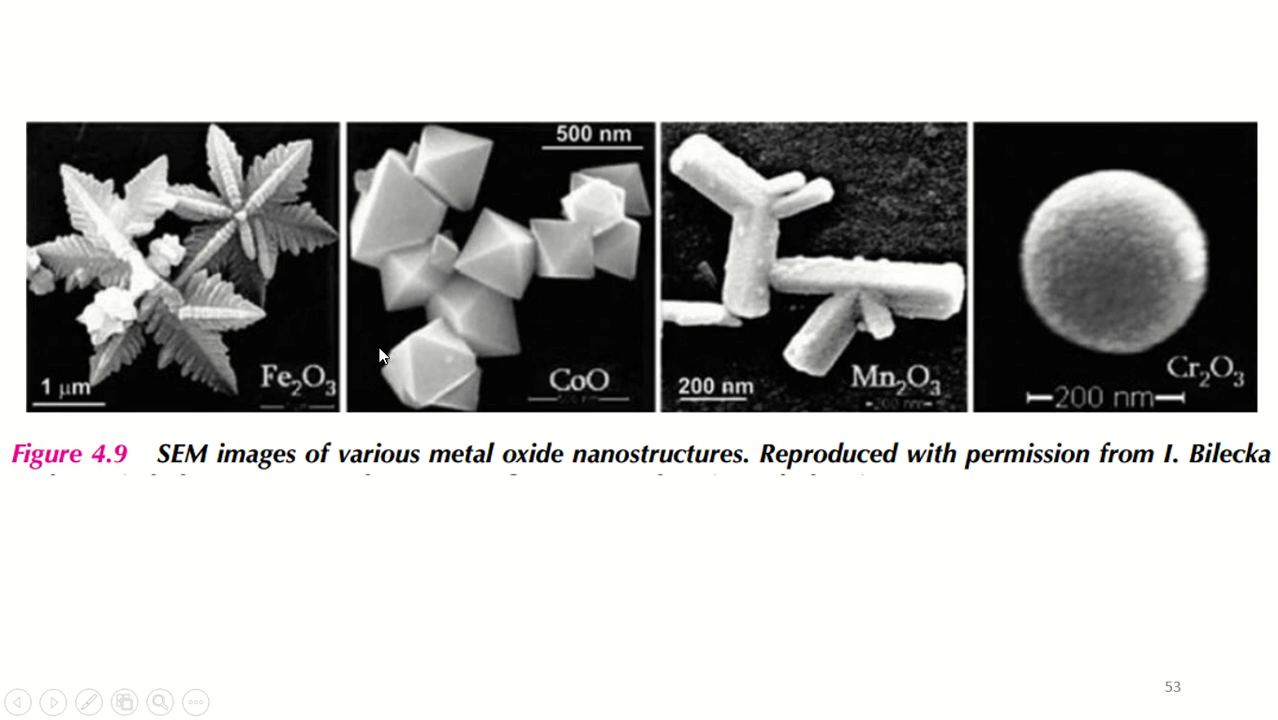 500 nm
1 μm
Fe₂O₃
CoO
200 nm
Mn₂O₃
Cr₂O₃
200 nm
Figure 4.9 SEM images of various metal oxide nanostructures. Reproduced with permission from I. Bilecka
53